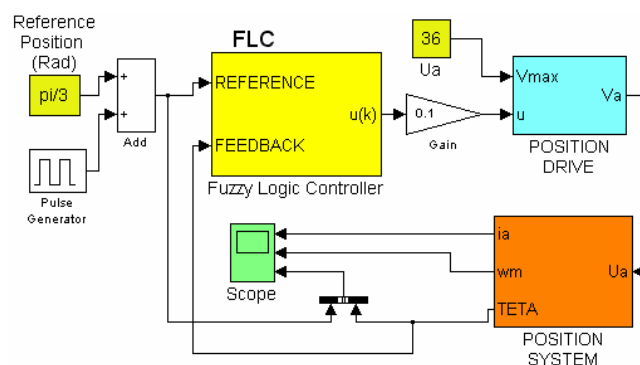 Reference
Position
(Rad)
pi/3
+
+
Add
Pulse
Generator
FLC
REFERENCE
u(k)
FEEDBACK
Fuzzy Logic Controller
0.1
Gain
36
Ua
Vmax
Va
u
POSITION
DRIVE
Scope
ia
wm
Ua
TETA
POSITION
SYSTEM